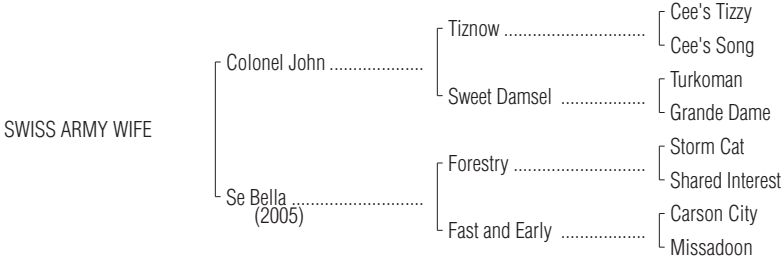 Cee's Tizzy
Tiznow ..............................
Cee's Song
Colonel John ....................
Turkoman
Sweet Damsel ..................
Grande Dame
SWISS ARMY WIFE
Storm Cat
Forestry ............................
Shared Interest
Se Bella ............................
(2005)
Carson City
Fast and Early ..................
Missadoon